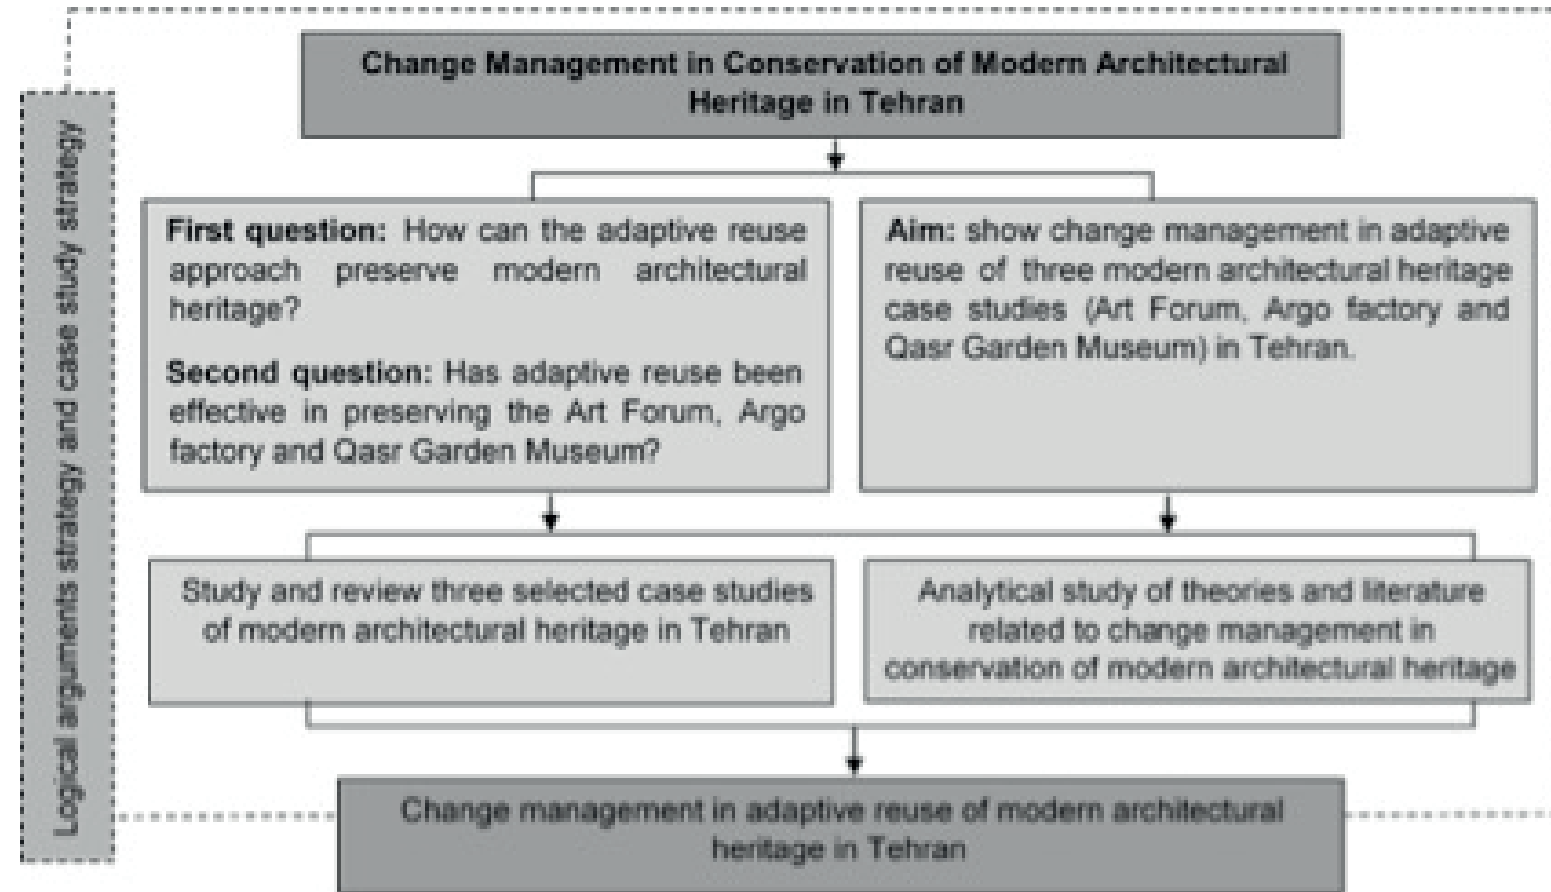 Change Management in Conservation of Modern Architectural
Heritage in Tehran
Logical arguments strategy and case study strategy
First question: How can the adaptive reuse
approach preserve modern architectural
heritage?
Second question: Has adaptive reuse been
effective in preserving the Art Forum, Argo
factory and Qasr Garden Museum?
Aim: show change management in adaptive
reuse of three modern architectural heritage
case studies (Art Forum, Argo factory and
Qasr Garden Museum) in Tehran.
Study and review three selected case studies
of modern architectural heritage in Tehran
Analytical study of theories and literature
related to change management in
conservation of modern architectural heritage
Change management in adaptive reuse of modern architectural
heritage in Tehran